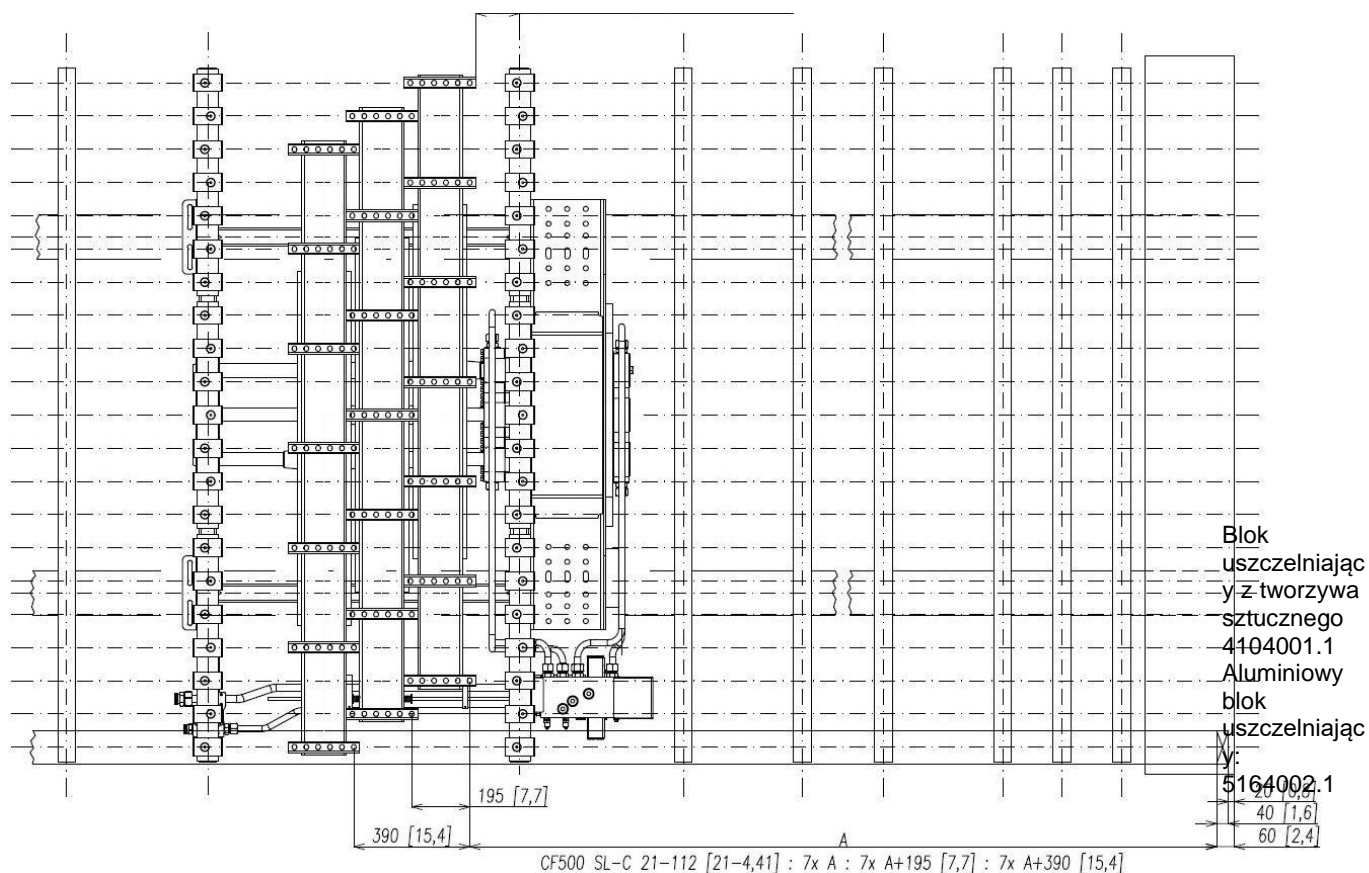 Blok
uszczelniając
y z tworzywa
sztucznego
4104001.1
Aluminiowy
blok
uszczelniając
y:
5164002.1
20 [0,8]
195 [7,7]
40 [1,6]
390 [15,4]
A
60 [2,4]
CF500 SL-C 21-112 [21-4,41] : 7x A : 7x A+195 [7,7] : 7x A+390 [15,4]